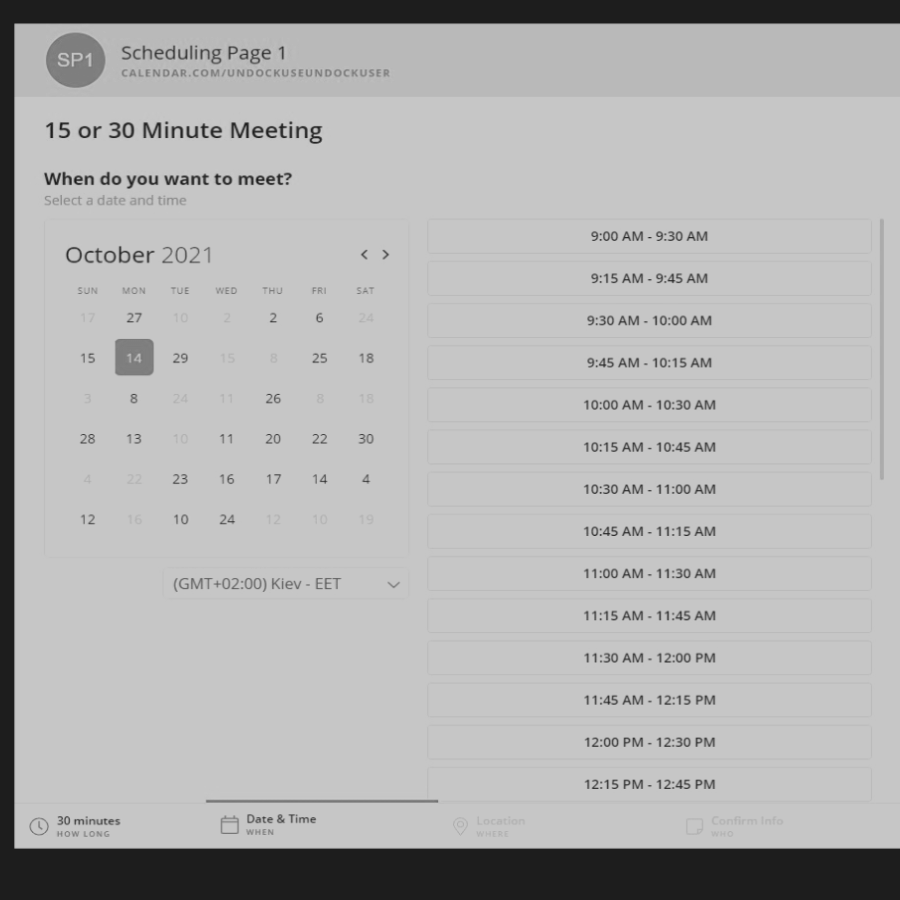 SP1
Scheduling Page 1
CALENDAR.COM/UNDOCKUSEUNDOCKUSER
15 or 30 Minute Meeting
When do you want to meet?
Select a date and time
October 2021
SUN MON TUE WED THU FRI SAT
17 27 10 2 2 6 24
15 14 29 15 8 25 18
3 8 24 11 26 8 18
28 13 10 11 20 22 30
4 22 23 16 17 14 4
12 16 10 24 12 10 19
(GMT+02:00) Kiev - EET
9:00 AM - 9:30 AM
9:15 AM - 9:45 AM
9:30 AM - 10:00 AM
9:45 AM - 10:15 AM
10:00 AM - 10:30 AM
10:15 AM - 10:45 AM
10:30 AM - 11:00 AM
10:45 AM - 11:15 AM
11:00 AM - 11:30 AM
11:15 AM - 11:45 AM
11:30 AM - 12:00 PM
11:45 AM - 12:15 PM
12:00 PM - 12:30 PM
12:15 PM - 12:45 PM
30 minutes
HOW LONG
Date & Time
WHEN
Location
WHERE
Confirm Info
WHO